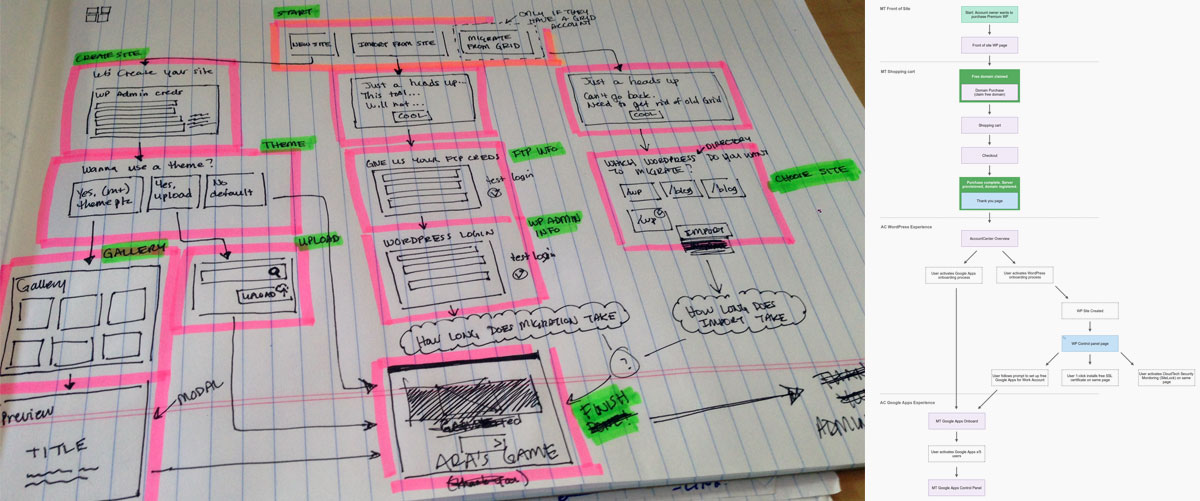 START
ONLY IF THEY
HAVE A GRID
ACCOUNT
NEW SITE
IMPORT FROM SITE
MIGRATE
FROM GRID
CREATE SITE
We Create your site
WP Admin creds
Just a heads up...
This tool...
Will not...
COOL
Just a heads up
Can't go back.
Need to get rid of old Grid
COOL
THEME
Wanna use a theme?
Yes, (mt)
theme plz
Yes,
upload
No
default
GIVE US YOUR FTP CREDS
FTP INFO
test login
WHICH WORDPRESS DIRECTORY DO YOU WANT
TO MIGRATE?
/wp
/blog
/blog
IMPORT
CHOOSE SITE
GALLERY
UPLOAD
WORDPRESS LOGIN
WP ADMIN
INFO
test login
Gallery
UPLOAD
HOW LONG DOES MIGRATION TAKE
HOW LONG DOES
IMPORT TAKE
?
MODAL
Preview
TITLE
FINISH
ARA'S GAME
ADMIN
MT Front of Site
Start: Account owner wants to
purchase Premium WP
Front of site WP page
MT Shopping cart
Free domain claimed
Domain Purchase
(claim free domain)
Shopping cart
Checkout
Purchase complete, Server
provisioned, domain registered.
Thank you page
AC WordPress Experience
AccountCenter Overview
User activates Google Apps
onboarding process
User activates WordPress
onboarding process
WP Site Created
WP Control panel page
User follows prompt to set up free
Google Apps for Work Account
User 1-click installs free SSL
certificate on same page
User activates CloudTech Security
Monitoring (SiteLock) on same
page
AC Google Apps Experience
MT Google Apps Onboard
User activates Google Apps x/5
users
MT Google Apps Control Panel